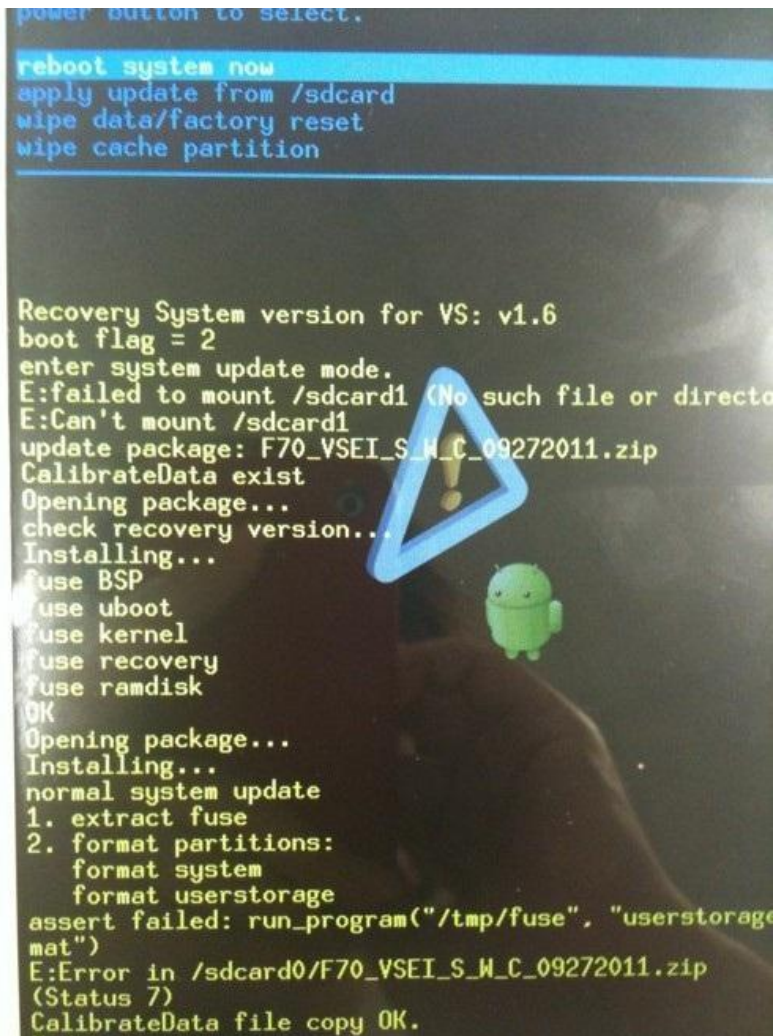 power button to select.
reboot system now
apply update from /sdcard
wipe data/factory reset
wipe cache partition
Recovery System version for VS: v1.6
boot flag = 2
enter system update mode.
E:failed to mount /sdcard1 (No such file or directo
E:Can't mount /sdcard1
update package: F70_VSEI_S_W_C_09272011.zip
CalibrateData exist
Opening package...
check recovery version...
Installing...
fuse BSP
fuse uboot
fuse kernel
fuse recovery
fuse ramdisk
OK
Opening package...
Installing...
normal system update
1. extract fuse
2. format partitions:
format system
format userstorage
assert failed: run_program("/tmp/fuse", "userstorage
mat")
E:Error in /sdcard0/F70_VSEI_S_W_C_09272011.zip
(Status 7)
CalibrateData file copy OK.